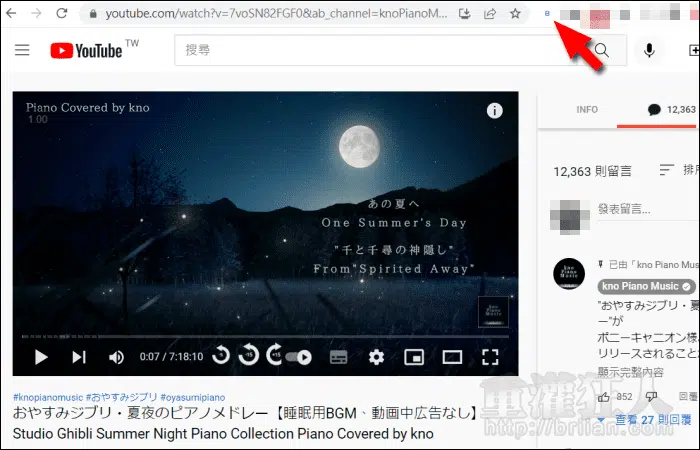 youtube.com/watch?v=7voSN82FGF0&ab_channel=knoPianoM...
YouTube TW
搜尋
Piano Covered by kno
1.00
あの夏へ
One Summer's Day
"千と千尋の神隠し"
From"Spirited Away"
kno
Piano
Music
0:07 / 7:18:10
#knopianomusic #おやすみジブリ #oyasumipiano
おやすみジブリ・夏夜のピアノメドレー【睡眠用BGM、動画中広告なし】
Studio Ghibli Summer Night Piano Collection Piano Covered by kno
INFO
12,363
12,363 則留言
排序
發表留言...
已由「kno Piano Mus
kno Piano Music
"おやすみジブリ・夏
ー"が
ポニーキャニオン様よ
リリースされること
顯示完整內容
852
回覆
查看 27 則回覆
重灌狂人
http://briian.com